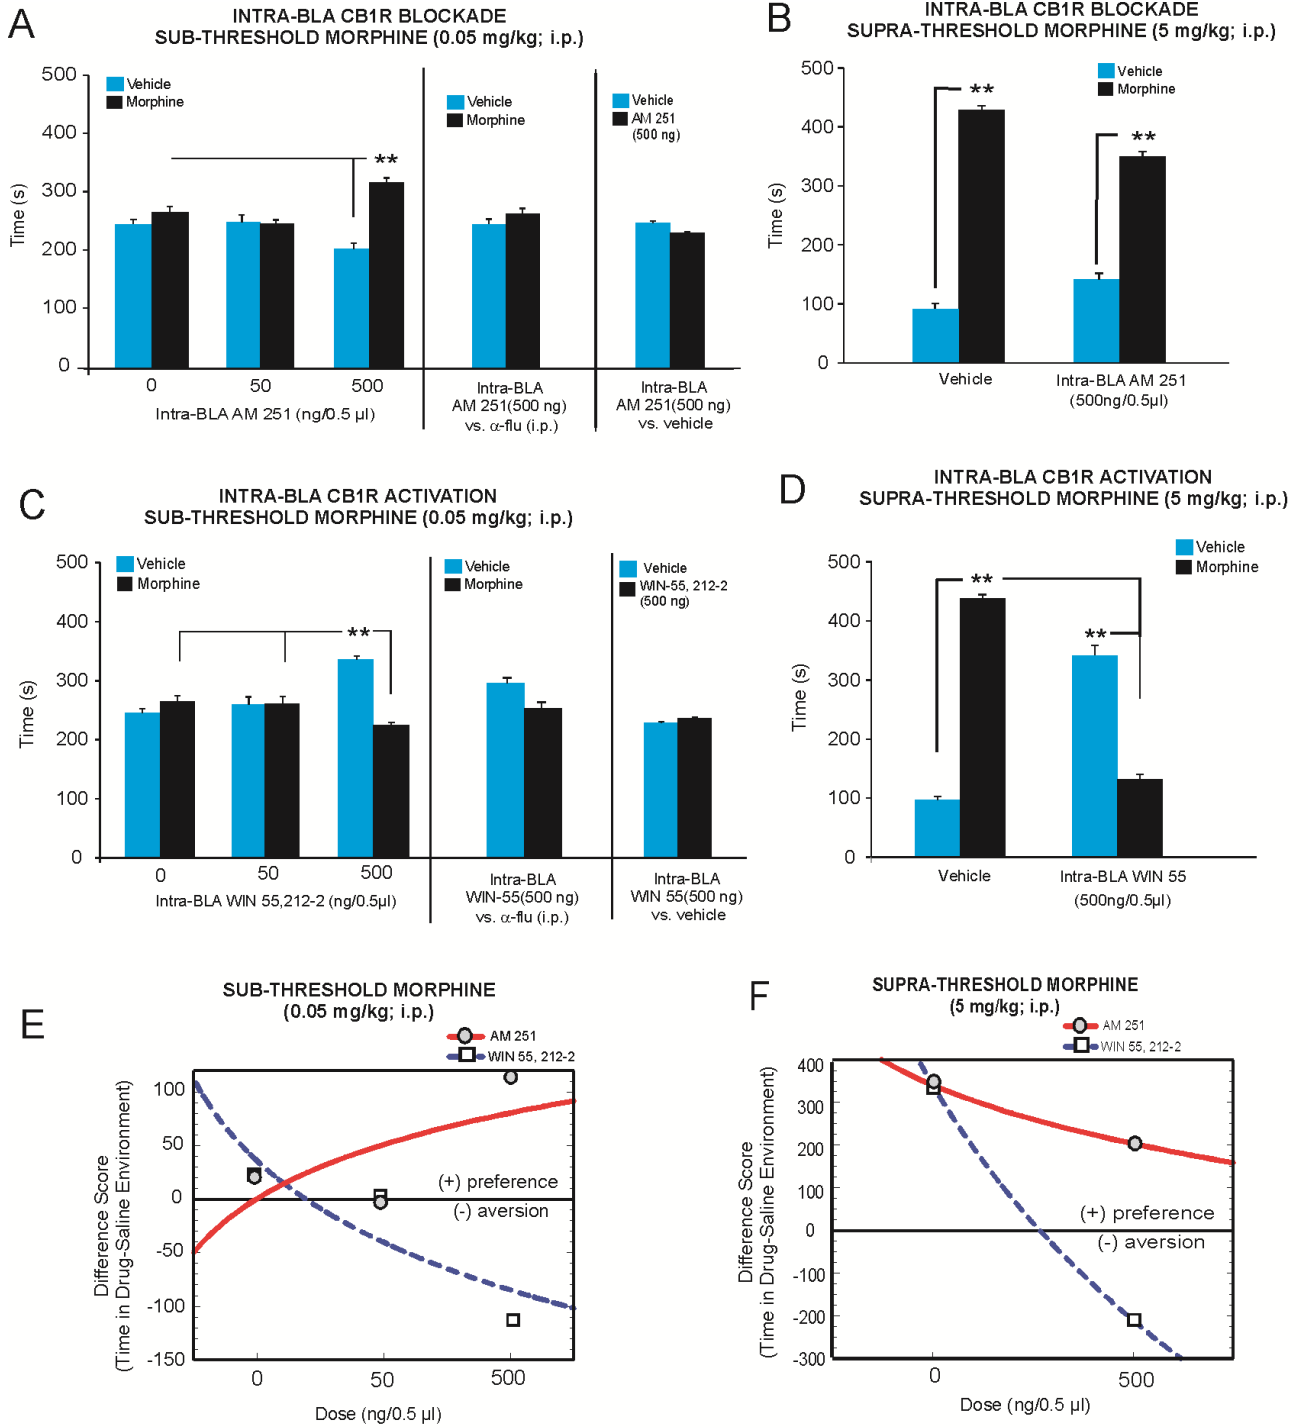 A
INTRA-BLA CB1R BLOCKADE
SUB-THRESHOLD MORPHINE (0.05 mg/kg; i.p.)
Time (s)
500
400
300
200
100
0
Vehicle
Morphine
**
Vehicle
Morphine
Vehicle
AM 251
(500 ng)
0
50
500
Intra-BLA AM 251 (ng/0.5 µl)
Intra-BLA
AM 251(500 ng)
vs. α-flu (i.p.)
Intra-BLA
AM 251(500 ng)
vs. vehicle
B
INTRA-BLA CB1R BLOCKADE
SUPRA-THRESHOLD MORPHINE (5 mg/kg; i.p.)
Time (s)
500
400
300
200
100
0
Vehicle
Morphine
**
**
Vehicle
Intra-BLA AM 251
(500ng/0.5µl)
C
INTRA-BLA CB1R ACTIVATION
SUB-THRESHOLD MORPHINE (0.05 mg/kg; i.p.)
Time (s)
500
400
300
200
100
0
Vehicle
Morphine
**
Vehicle
Morphine
Vehicle
WIN-55, 212-2
(500 ng)
0
50
500
Intra-BLA WIN 55,212-2 (ng/0.5µl)
Intra-BLA
WIN-55(500 ng)
vs. α-flu (i.p.)
Intra-BLA
WIN 55(500 ng)
vs. vehicle
D
INTRA-BLA CB1R ACTIVATION
SUPRA-THRESHOLD MORPHINE (5 mg/kg; i.p.)
Time (s)
500
400
300
200
100
0
Vehicle
Morphine
**
**
Vehicle
Intra-BLA WIN 55
(500ng/0.5µl)
E
SUB-THRESHOLD MORPHINE
(0.05 mg/kg; i.p.)
AM 251
WIN 55, 212-2
Difference Score
(Time in Drug-Saline Environment)
100
50
0
-50
-100
-150
(+) preference
(-) aversion
0
50
500
Dose (ng/0.5 µl)
F
SUPRA-THRESHOLD MORPHINE
(5 mg/kg; i.p.)
AM 251
WIN 55, 212-2
Difference Score
(Time in Drug-Saline Environment)
400
300
200
100
0
-100
-200
-300
(+) preference
(-) aversion
0
500
Dose (ng/0.5 µl)